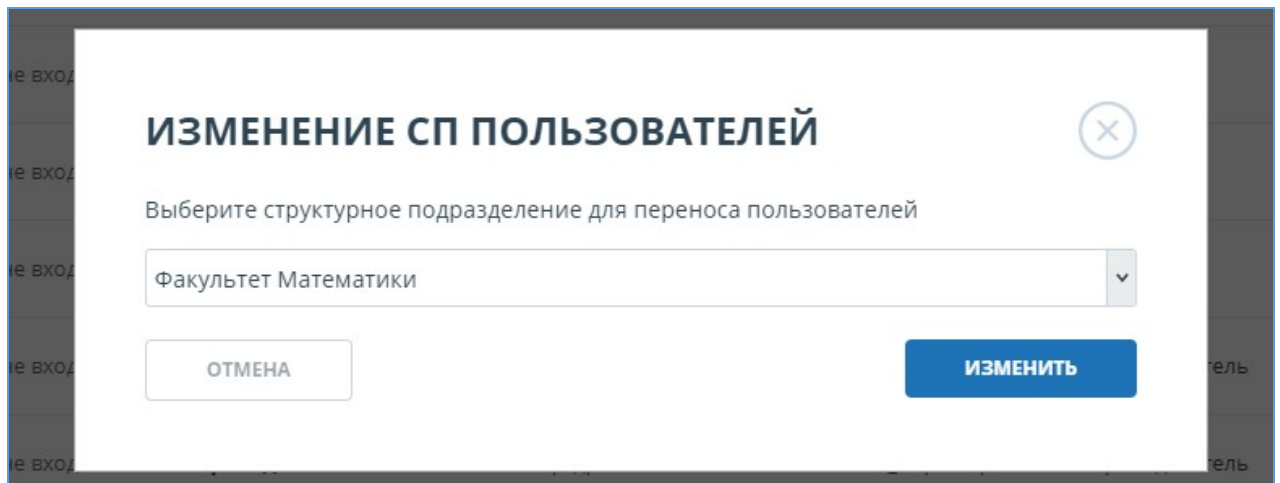 ИЗМЕНЕНИЕ СП ПОЛЬЗОВАТЕЛЕЙ
Выберите структурное подразделение для переноса пользователей
Факультет Математики
ОТМЕНА
ИЗМЕНИТЬ